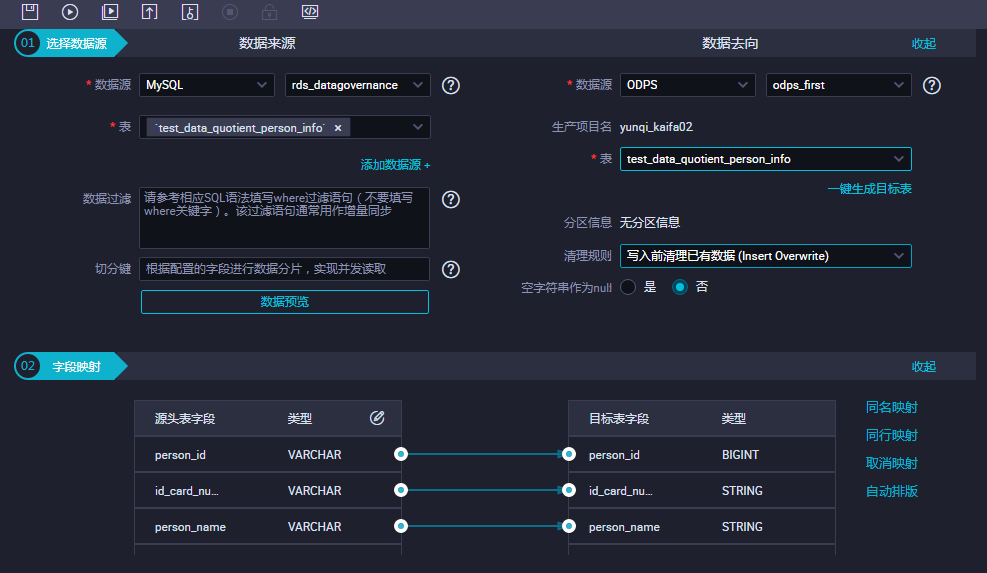 01 选择数据源 数据来源 数据去向 收起
* 数据源 MySQL rds_datagovernance ? * 数据源 ODPS odps_first ?
* 表 `test_data_quotient_person_info` × 生产项目名 yunqi_kaifa02
* 表 test_data_quotient_person_info
添加数据源 +
一键生成目标表
数据过滤 请参考相应SQL语法填写where过滤语句（不要填写
where关键字）。该过滤语句通常用作增量同步 ?
分区信息 无分区信息
清理规则 写入前清理已有数据 (Insert Overwrite)
切分键 根据配置的字段进行数据分片，实现并发读取 ?
空字符串作为null 是 否
数据预览
02 字段映射 收起
源头表字段 类型 目标表字段 类型 同名映射
同行映射
person_id VARCHAR person_id BIGINT
取消映射
id_card_nu... VARCHAR id_card_nu... STRING 自动排版
person_name VARCHAR person_name STRING